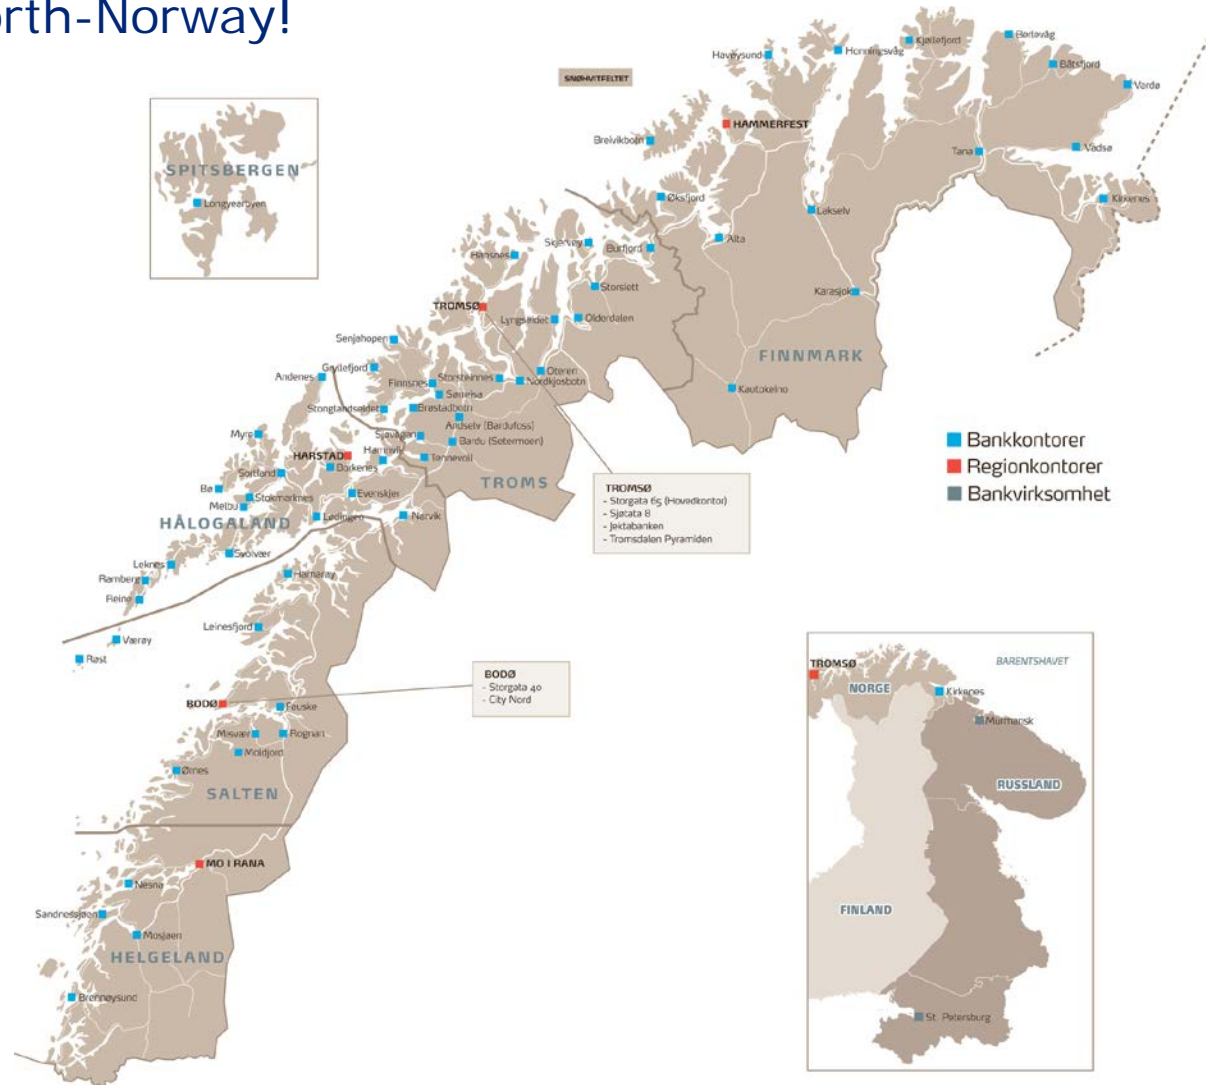 orth-Norway!
SNØHVITFELTET
Havøysund
Honningsvåg
Kjøllefjord
Berlevåg
Båtsfjord
Vardø
HAMMERFEST
Breivikbotn
Tana
Vadsø
SPITSBERGEN
Longyearbyen
Øksfjord
Lakselv
Kirkenes
Skjervøy
Burfjord
Alta
Hansnes
Storslett
Karasjok
TROMSØ
Lyngseidet
Olderdalen
Senjahopen
FINNMARK
Gryllefjord
Andenes
Finnsnes
Storsteinnes
Oteren
Nordkjosbotn
Kautokeino
Sørreisa
Stonglandseidet
Brøstadbotn
Andselv (Bardufoss)
Myre
Sjøvegan
Bardu (Setermoen)
Hamnvik
HARSTAD
Borkenes
Tennevoll
Sortland
TROMS
Bø
Stokmarknes
Evenskjer
Melbu
Lødingen
Narvik
HÅLOGALAND
Svolvær
Leknes
Ramberg
Reine
Hamarøy
Leinesfjord
Værøy
Røst
Bankkontorer
Regionkontorer
Bankvirksomhet
TROMSØ
- Storgata 65 (Hovedkontor)
- Sjøtata 8
- Jektabanken
- Tromsdalen Pyramiden
BODØ
- Storgata 40
- City Nord
BODØ
Fauske
Misvær
Rognan
Moldjord
Ørnes
SALTEN
MO I RANA
Nesna
Sandnessjøen
Mosjøen
HELGELAND
Brønnøysund
TROMSØ
BARENTSHAVET
NORGE
Kirkenes
Murmansk
RUSSLAND
FINLAND
St. Petersburg